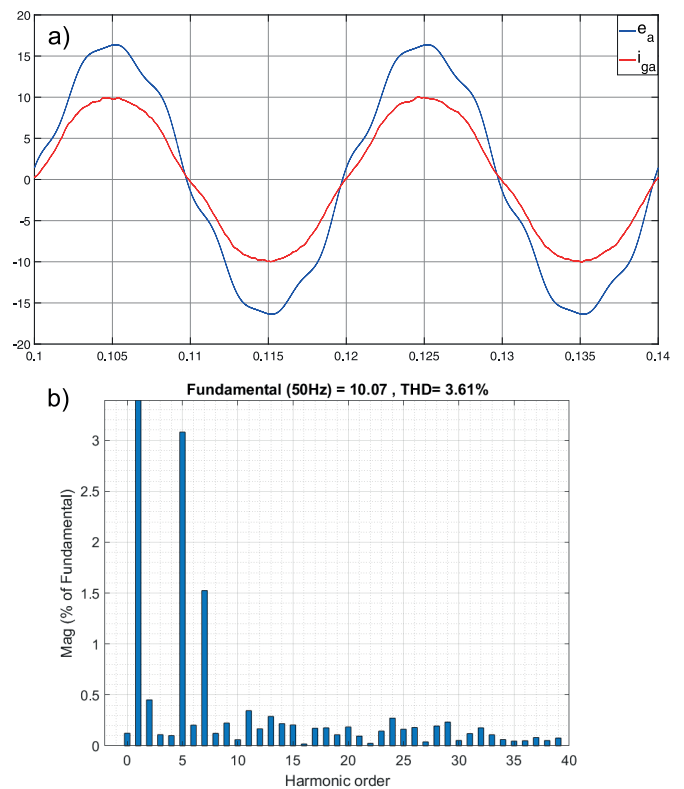 a)
e_a
i_ga
20
15
10
5
0
-5
-10
-15
-20
0.1 0.105 0.11 0.115 0.12 0.125 0.13 0.135 0.14
b)
Fundamental (50Hz) = 10.07 , THD= 3.61%
Mag (% of Fundamental)
3
2.5
2
1.5
1
0.5
0
0 5 10 15 20 25 30 35 40
Harmonic order